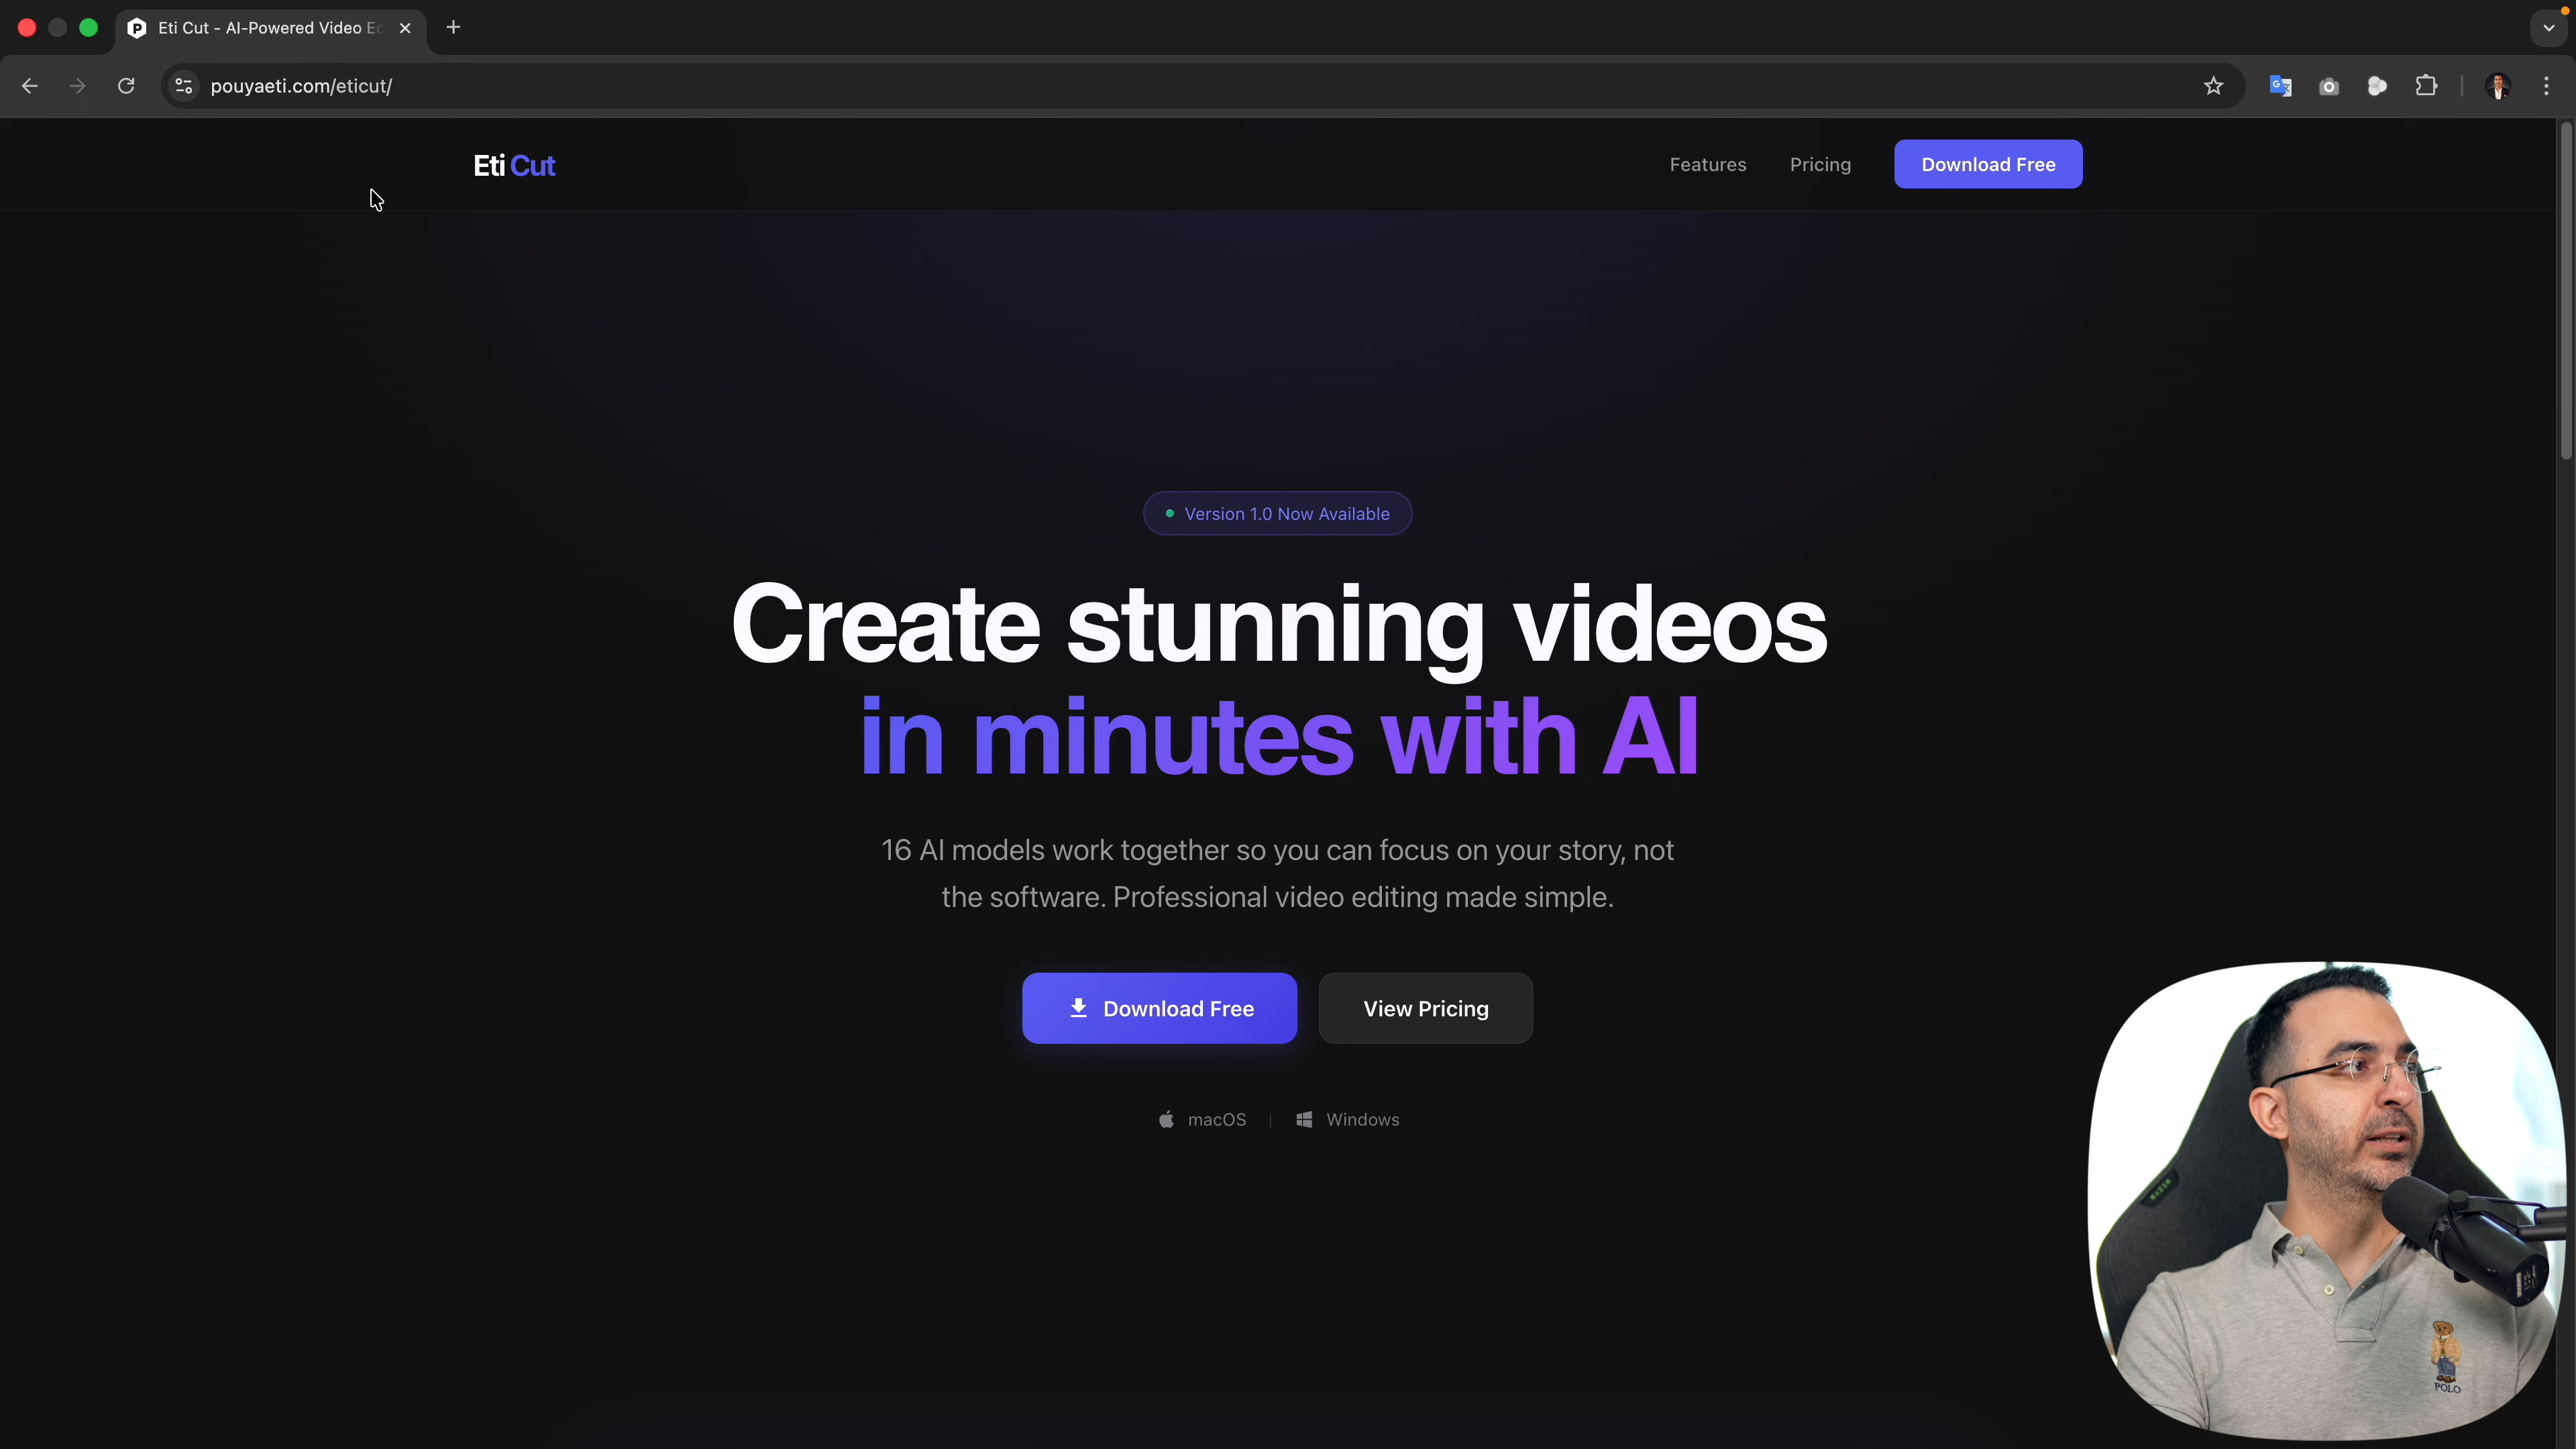 Eti Cut - AI-Powered Video Ed
pouyaeti.com/eticut/
Eti Cut
Features
Pricing
Download Free
Version 1.0 Now Available
Create stunning videos
in minutes with AI
16 AI models work together so you can focus on your story, not
the software. Professional video editing made simple.
Download Free
View Pricing
macOS
Windows
POLO